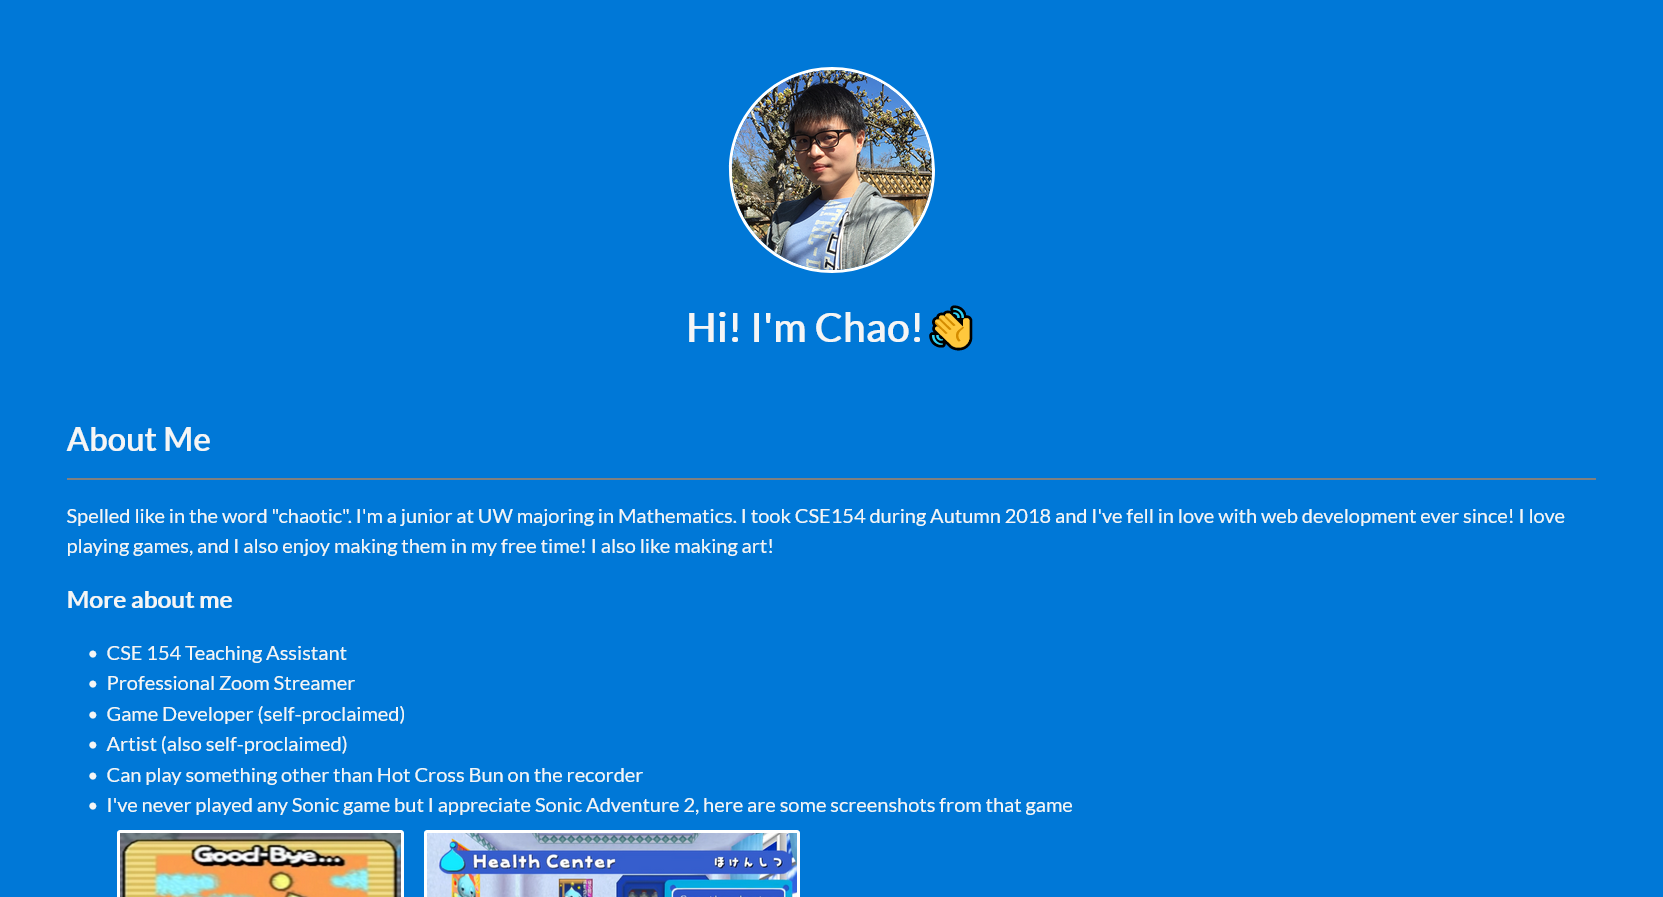 Hi! I'm Chao!
About Me
Spelled like in the word "chaotic". I'm a junior at UW majoring in Mathematics. I took CSE154 during Autumn 2018 and I've fell in love with web development ever since! I love
playing games, and I also enjoy making them in my free time! I also like making art!
More about me
• CSE 154 Teaching Assistant
• Professional Zoom Streamer
• Game Developer (self-proclaimed)
• Artist (also self-proclaimed)
• Can play something other than Hot Cross Bun on the recorder
• I've never played any Sonic game but I appreciate Sonic Adventure 2, here are some screenshots from that game
Good-Bye...
Health Center ほけんしつ